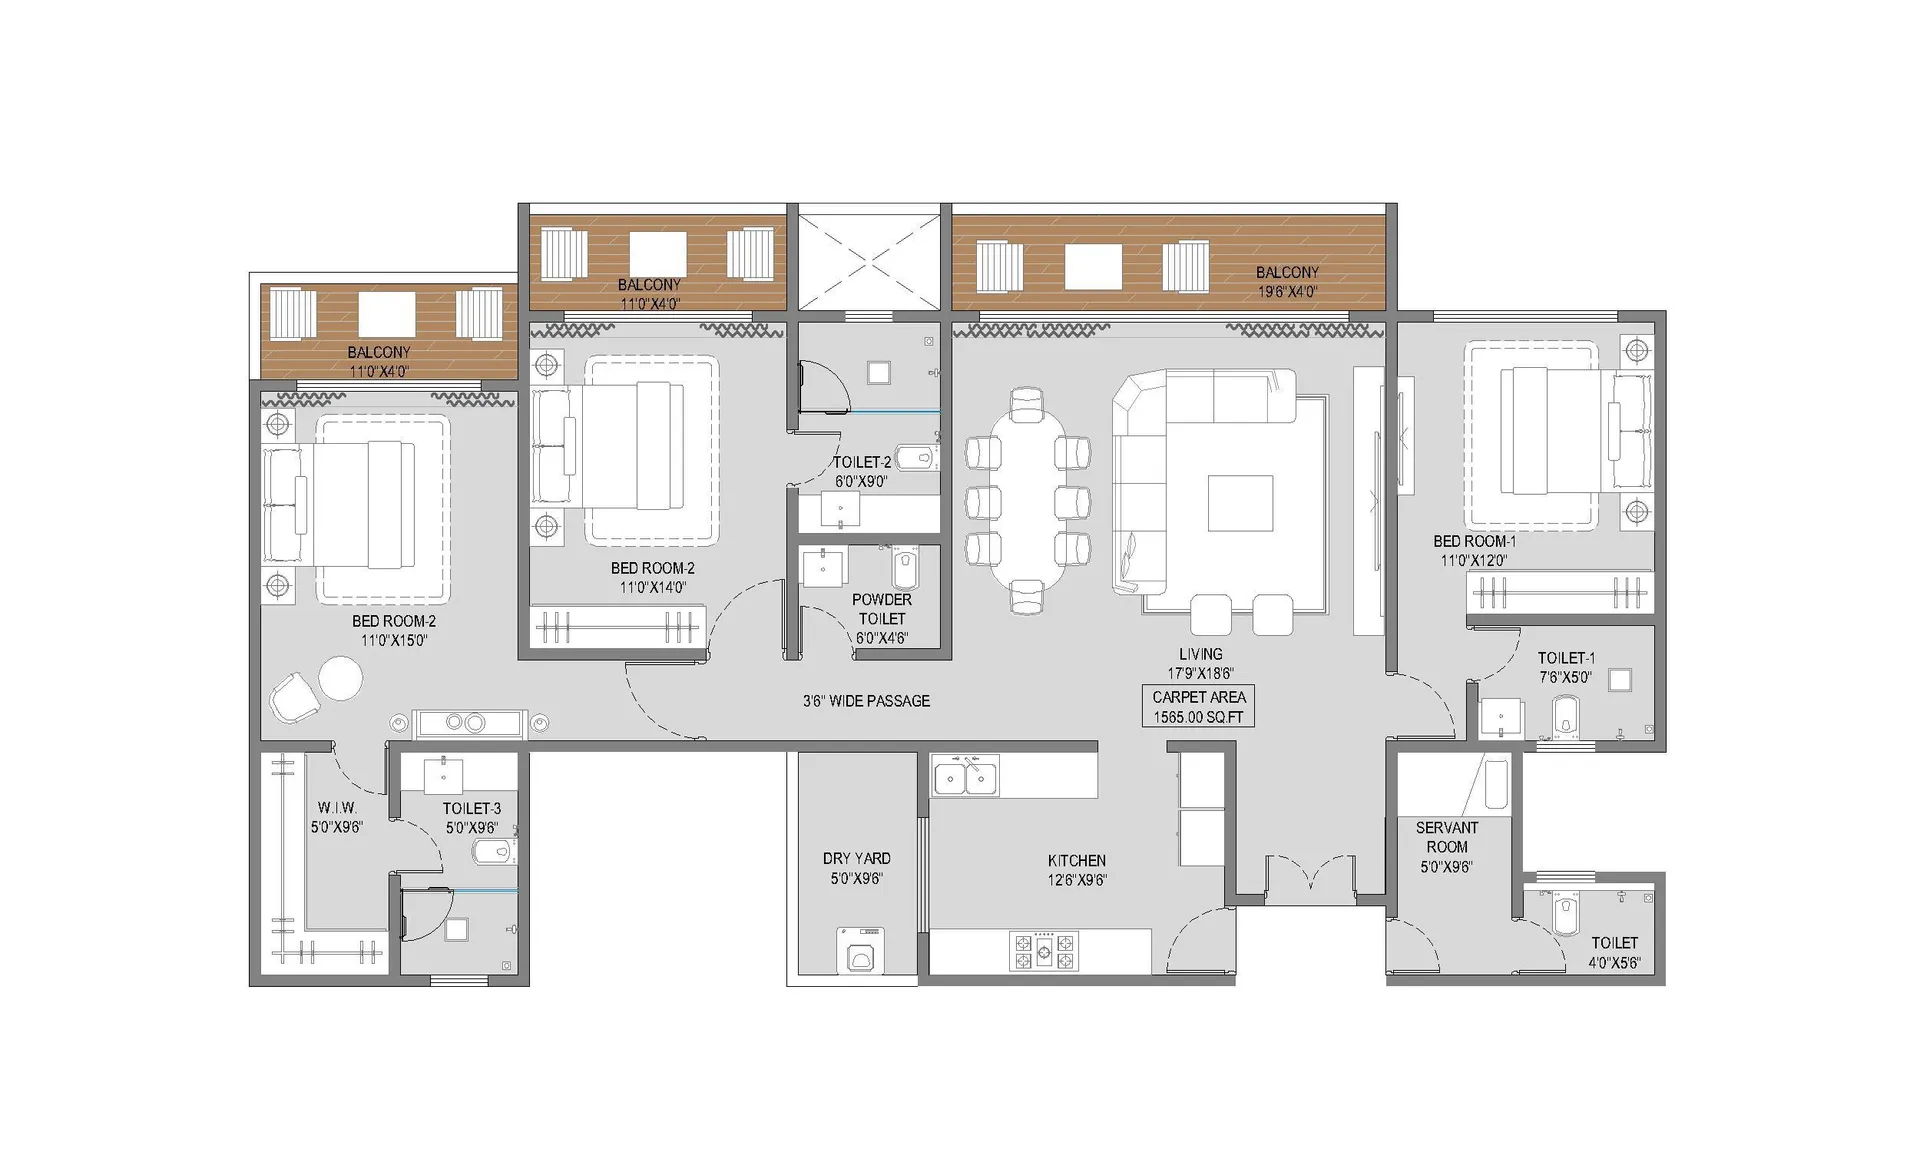 BALCONY
11'0"X4'0"
BALCONY
11'0"X4'0"
BALCONY
19'6"X4'0"
BED ROOM-2
11'0"X15'0"
BED ROOM-2
11'0"X14'0"
TOILET-2
6'0"X9'0"
POWDER
TOILET
6'0"X4'6"
BED ROOM-1
11'0"X12'0"
TOILET-1
7'6"X5'0"
LIVING
17'9"X18'6"
CARPET AREA
1565.00 SQ.FT
3'6" WIDE PASSAGE
W.I.W.
5'0"X9'6"
TOILET-3
5'0"X9'6"
DRY YARD
5'0"X9'6"
KITCHEN
12'6"X9'6"
SERVANT
ROOM
5'0"X9'6"
TOILET
4'0"X5'6"